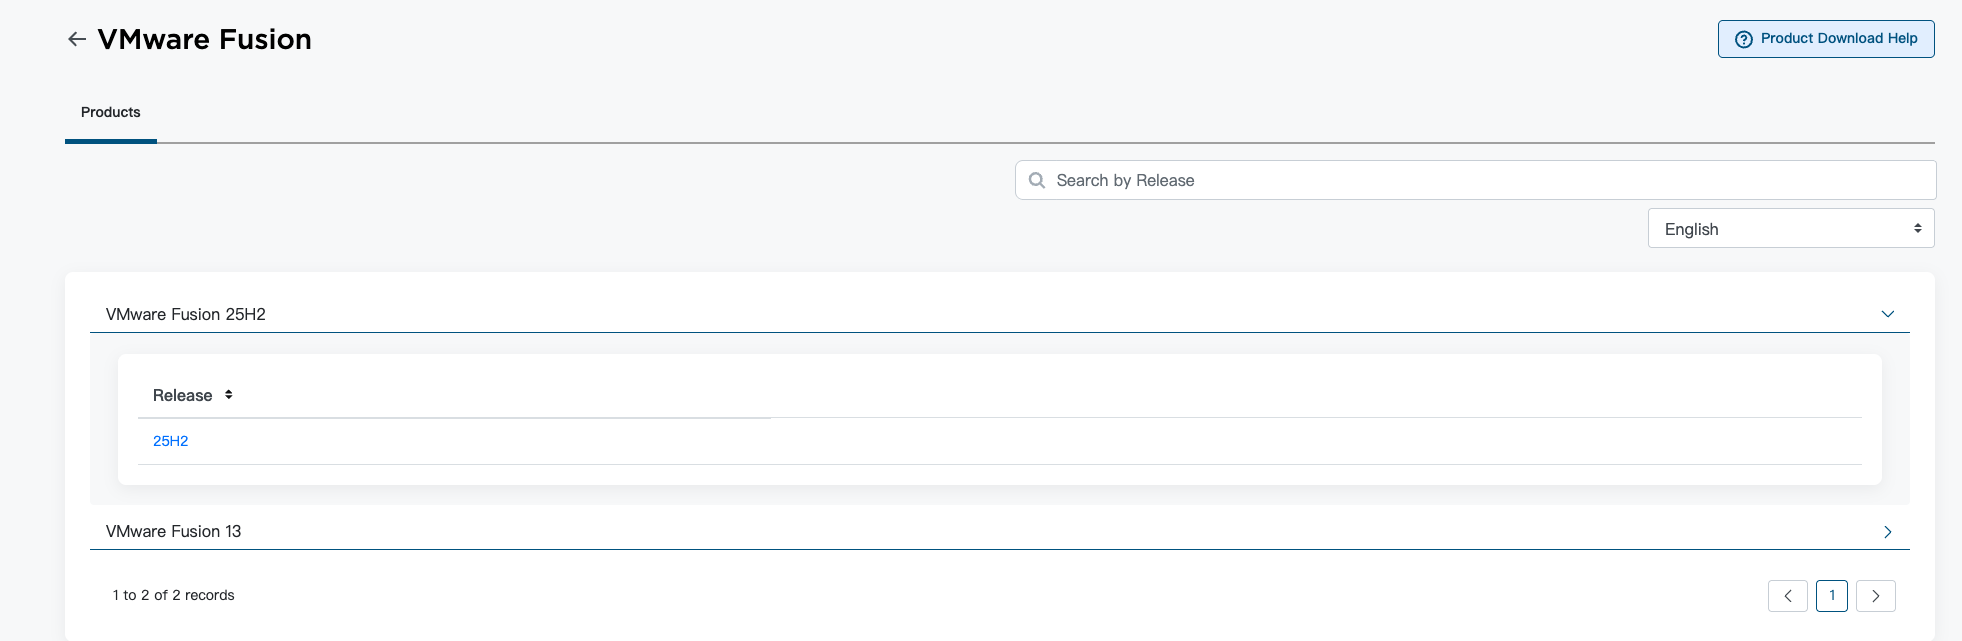 VMware Fusion
Product Download Help
Products
Search by Release
English
VMware Fusion 25H2
Release
25H2
VMware Fusion 13
1 to 2 of 2 records
1